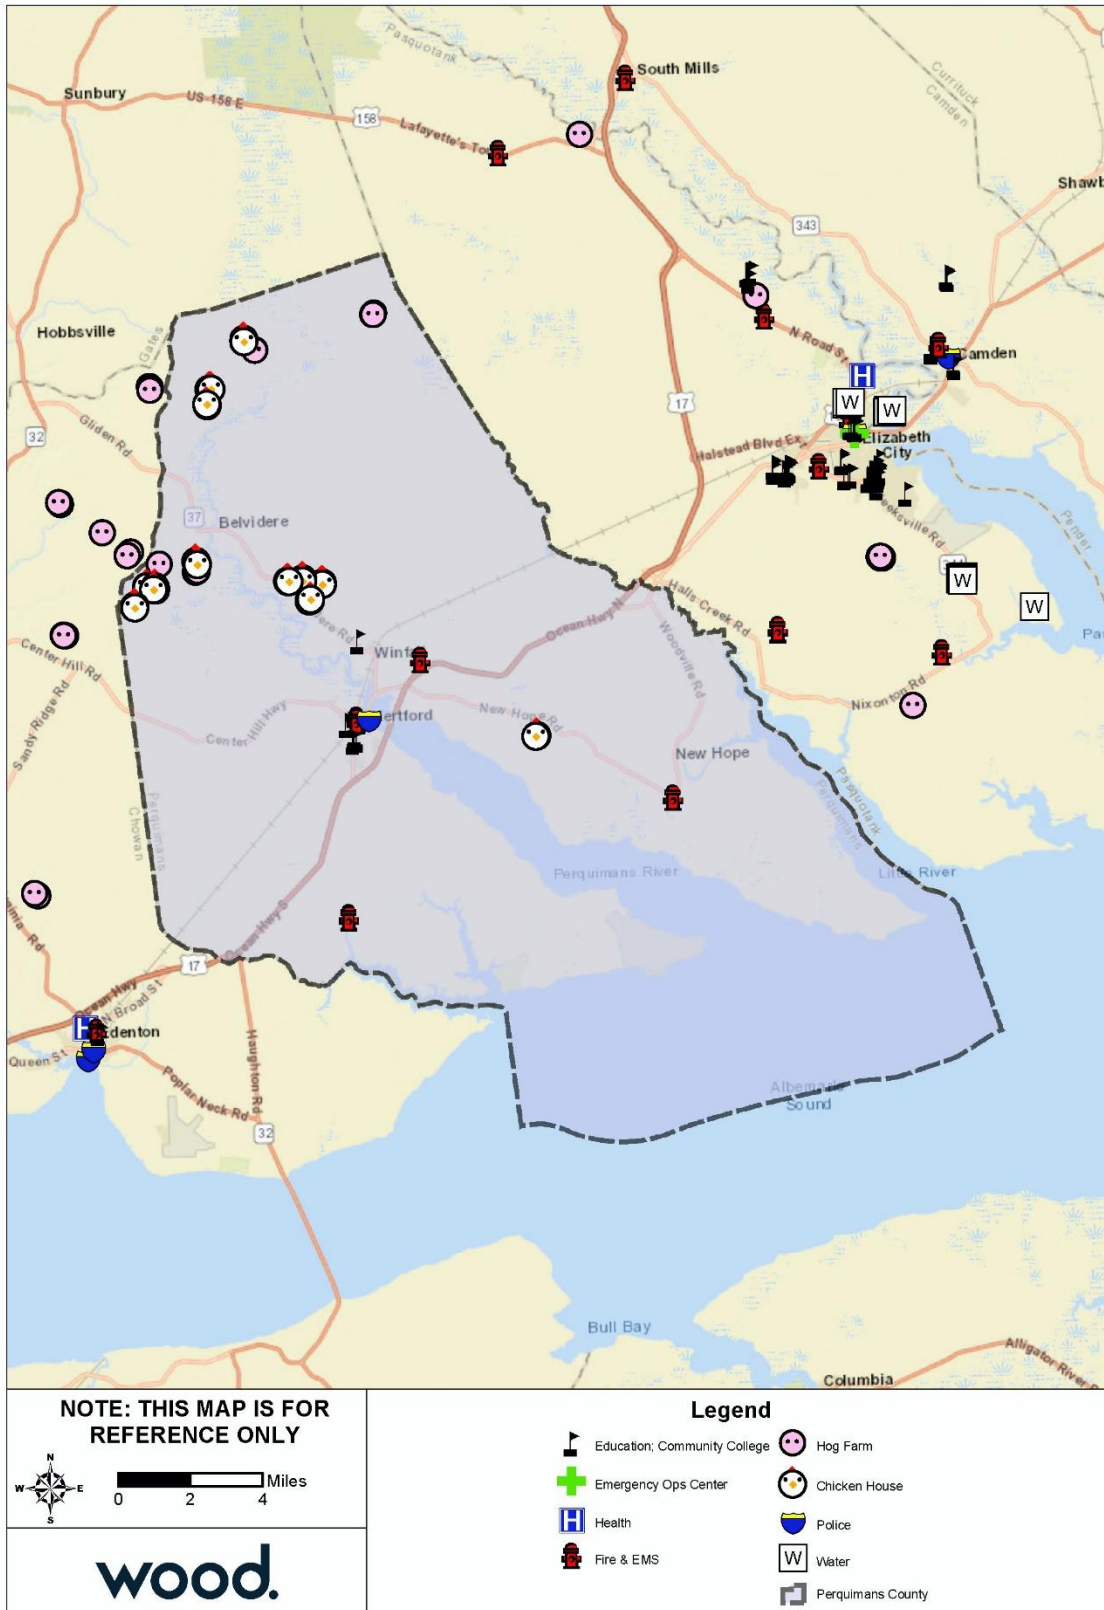 Pasquotank
South Mills
Currituck
Camden
Sunbury
US 158 E
158
Lafayette's
Shawb
343
Hobbsville
Gates
N Road St
Camden
17
32
Gliden Rd
Halstead Blvd Ext
W
W
H
Elizabeth
City
37
Belvidere
Pender
W
W
Halls Creek Rd
Ocean Hwy N
Woodville Rd
Center Hill Rd
Sandy Ridge Rd
Nixonton Rd
Center Hill Hwy
New Hope Rd
New Hope
Perquimans
Chowan
Pasquotank
Perquimans
Perquimans River
Little River
Ocean Hwy S
17
Ocean Hwy
N Broad St
H
Queen St
Poplar Neck Rd
Haughton Rd
32
Albemarle
Sound
Bull Bay
Alligator River
Columbia
NOTE: THIS MAP IS FOR
REFERENCE ONLY
N
W E
S
Miles
0 2 4
wood.
Legend
Education; Community College
Emergency Ops Center
H Health
Fire & EMS
Hog Farm
Chicken House
Police
W Water
Perquimans County